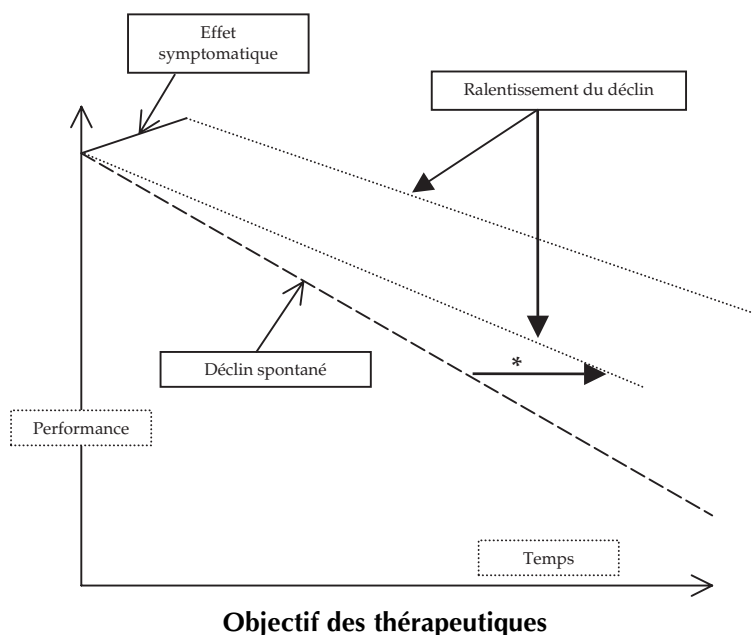 Effet
symptomatique
Ralentissement du déclin
*
Déclin spontané
Performance
Temps
Objectif des thérapeutiques